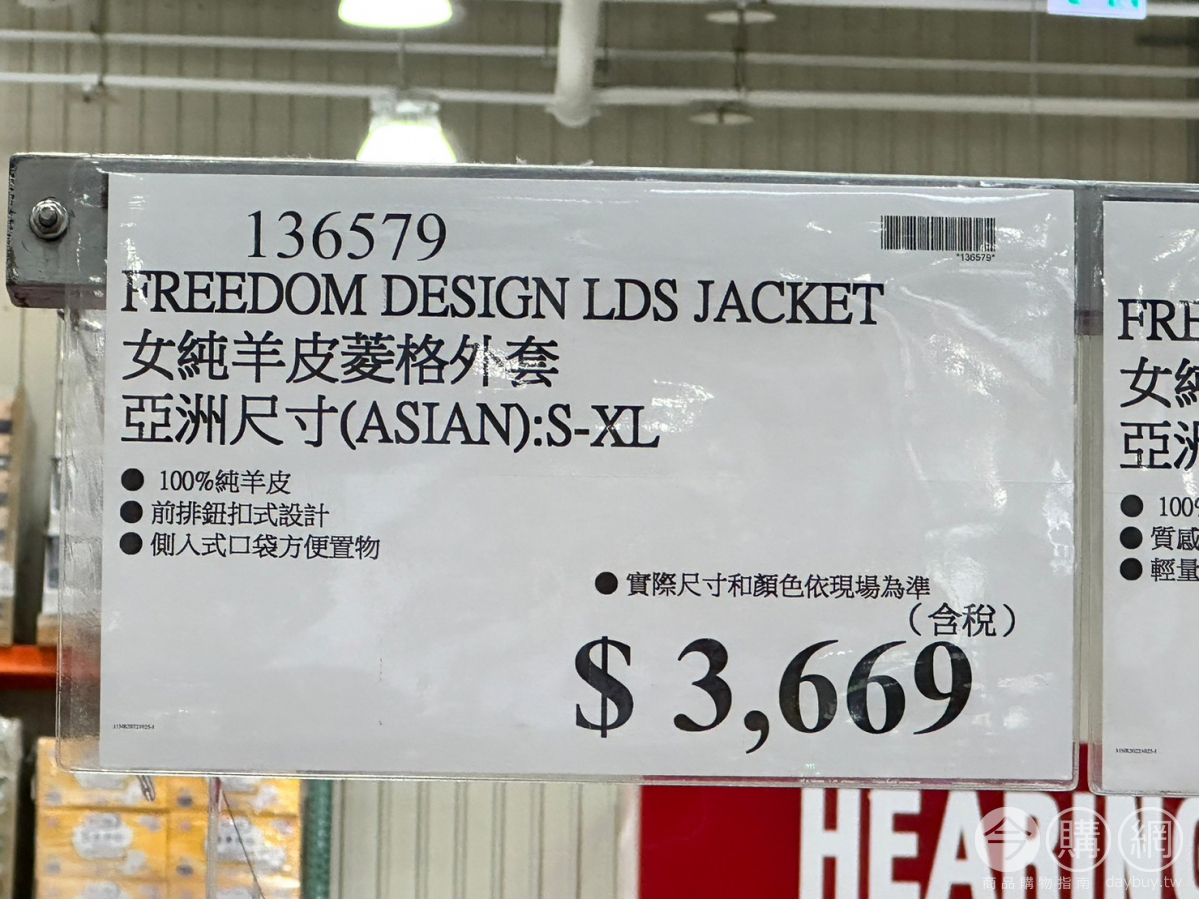 136579
*136579*
FREEDOM DESIGN LDS JACKET
女純羊皮菱格外套
亞洲尺寸(ASIAN):S-XL
● 100%純羊皮
● 前排鈕扣式設計
● 側入式口袋方便置物
● 實際尺寸和顏色依現場為準
(含稅)
$ 3,669
FRE
女純
亞洲
● 100%
● 質感
● 輕量
HEARING
今購網
商品購物指南 daybuy.tw